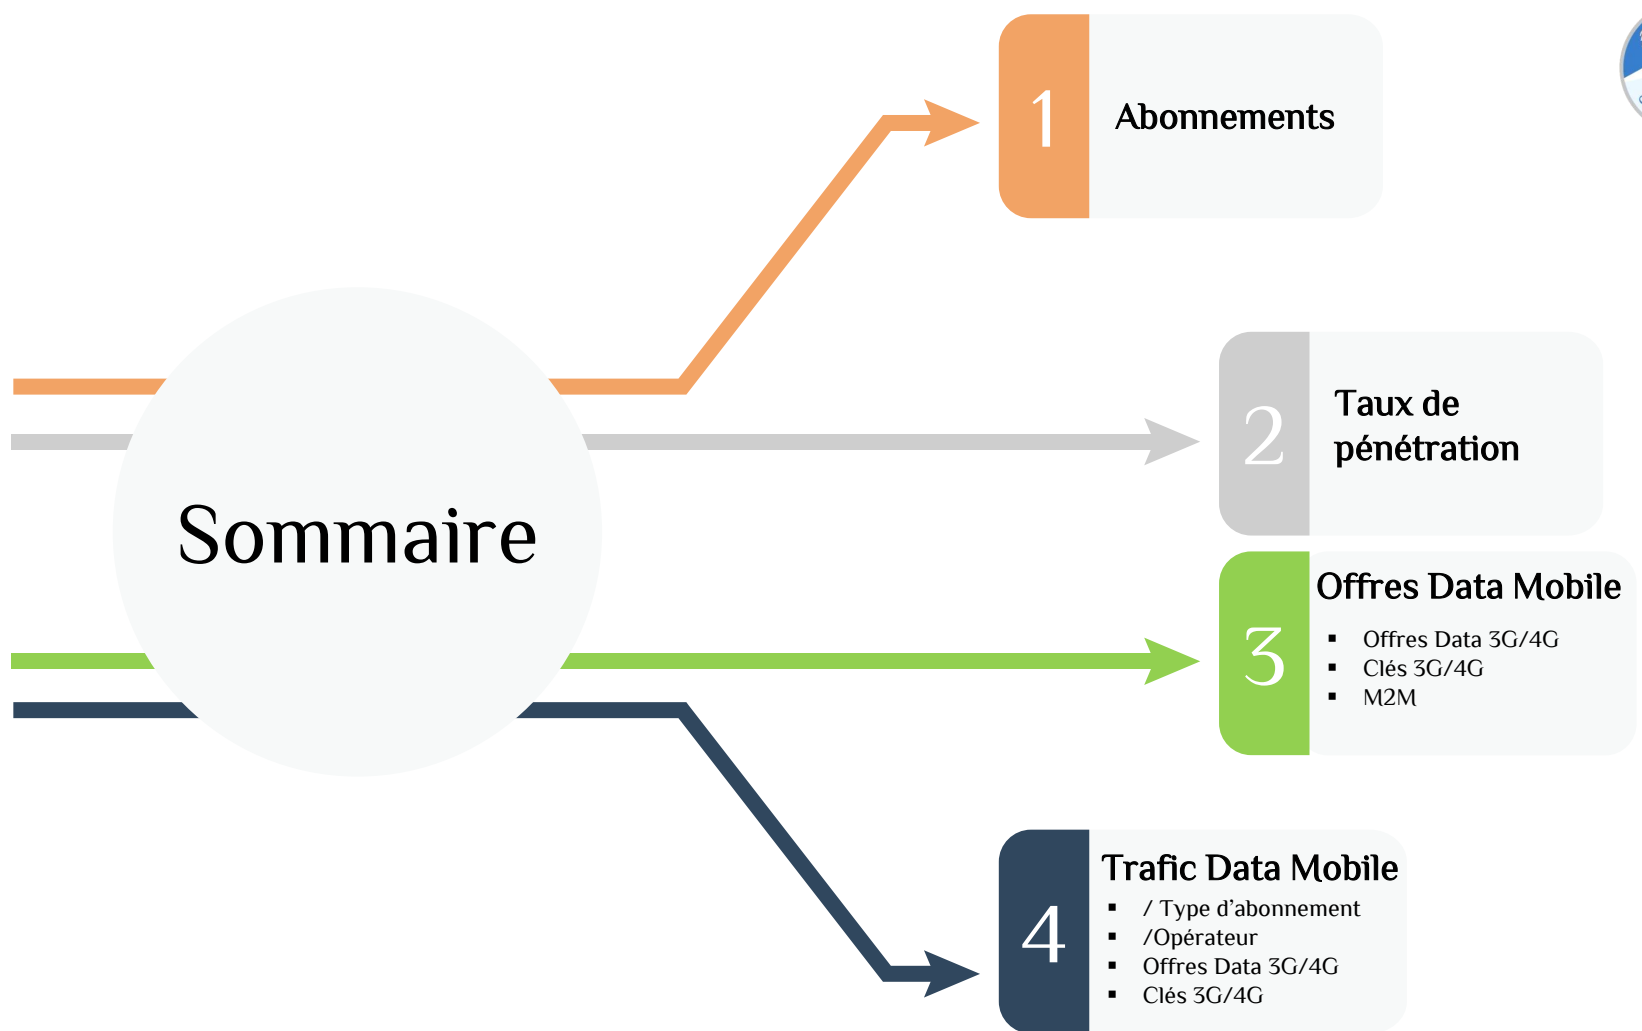 Sommaire
1
Abonnements
2
Taux de
pénétration
3
Offres Data Mobile
▪ Offres Data 3G/4G
▪ Clés 3G/4G
▪ M2M
4
Trafic Data Mobile
▪ / Type d’abonnement
▪ /Opérateur
▪ Offres Data 3G/4G
▪ Clés 3G/4G